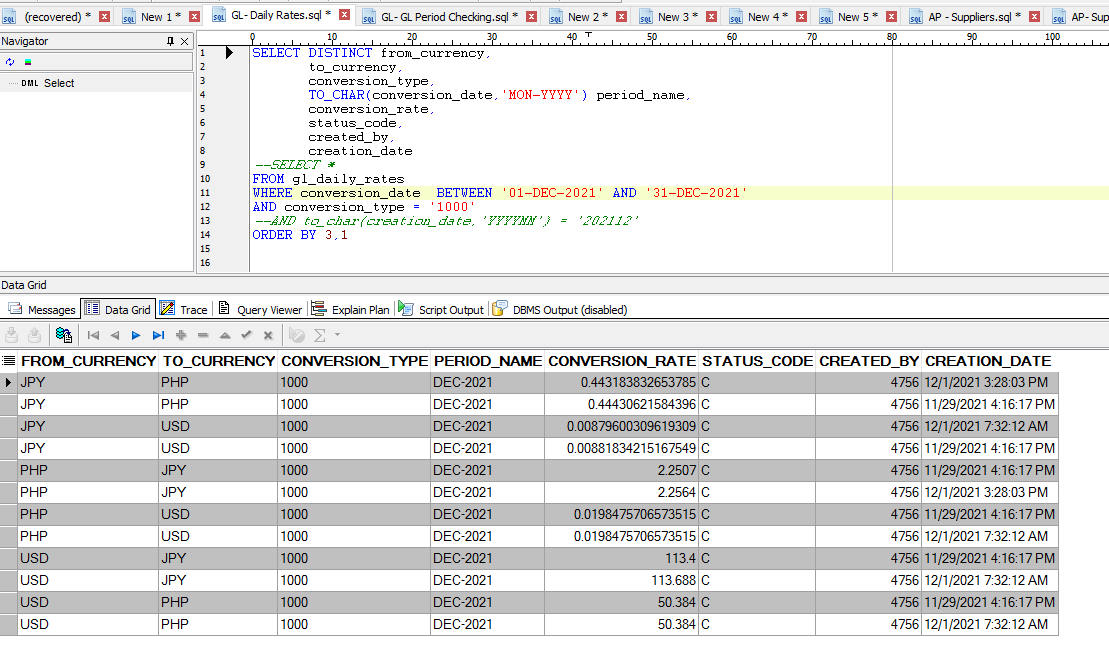 (recovered) * New 1 * GL- Daily Rates.sql * GL- GL Period Checking.sql * New 2 * New 3 * New 4 * New 5 * AP - Suppliers.sql * AP- Sup
Navigator
DML Select
0 10 20 30 40 50 60 70 80 90 100
1 SELECT DISTINCT from_currency,
2 to_currency,
3 conversion_type,
4 TO_CHAR(conversion_date,'MON-YYYY') period_name,
5 conversion_rate,
6 status_code,
7 created_by,
8 creation_date
9 --SELECT *
10 FROM gl_daily_rates
11 WHERE conversion_date  BETWEEN '01-DEC-2021' AND '31-DEC-2021'
12 AND conversion_type = '1000'
13 --AND to_char(creation_date,'YYYYMM') = '202112'
14 ORDER BY 3,1
15
16
Data Grid
Messages Data Grid Trace Query Viewer Explain Plan Script Output DBMS Output (disabled)
FROM_CURRENCY TO_CURRENCY CONVERSION_TYPE PERIOD_NAME CONVERSION_RATE STATUS_CODE CREATED_BY CREATION_DATE
JPY PHP 1000 DEC-2021 0.443183832653785 C 4756 12/1/2021 3:28:03 PM
JPY PHP 1000 DEC-2021 0.44430621584396 C 4756 11/29/2021 4:16:17 PM
JPY USD 1000 DEC-2021 0.00879600309619309 C 4756 12/1/2021 7:32:12 AM
JPY USD 1000 DEC-2021 0.00881834215167549 C 4756 11/29/2021 4:16:17 PM
PHP JPY 1000 DEC-2021 2.2507 C 4756 11/29/2021 4:16:17 PM
PHP JPY 1000 DEC-2021 2.2564 C 4756 12/1/2021 3:28:03 PM
PHP USD 1000 DEC-2021 0.0198475706573515 C 4756 11/29/2021 4:16:17 PM
PHP USD 1000 DEC-2021 0.0198475706573515 C 4756 12/1/2021 7:32:12 AM
USD JPY 1000 DEC-2021 113.4 C 4756 11/29/2021 4:16:17 PM
USD JPY 1000 DEC-2021 113.688 C 4756 12/1/2021 7:32:12 AM
USD PHP 1000 DEC-2021 50.384 C 4756 11/29/2021 4:16:17 PM
USD PHP 1000 DEC-2021 50.384 C 4756 12/1/2021 7:32:12 AM